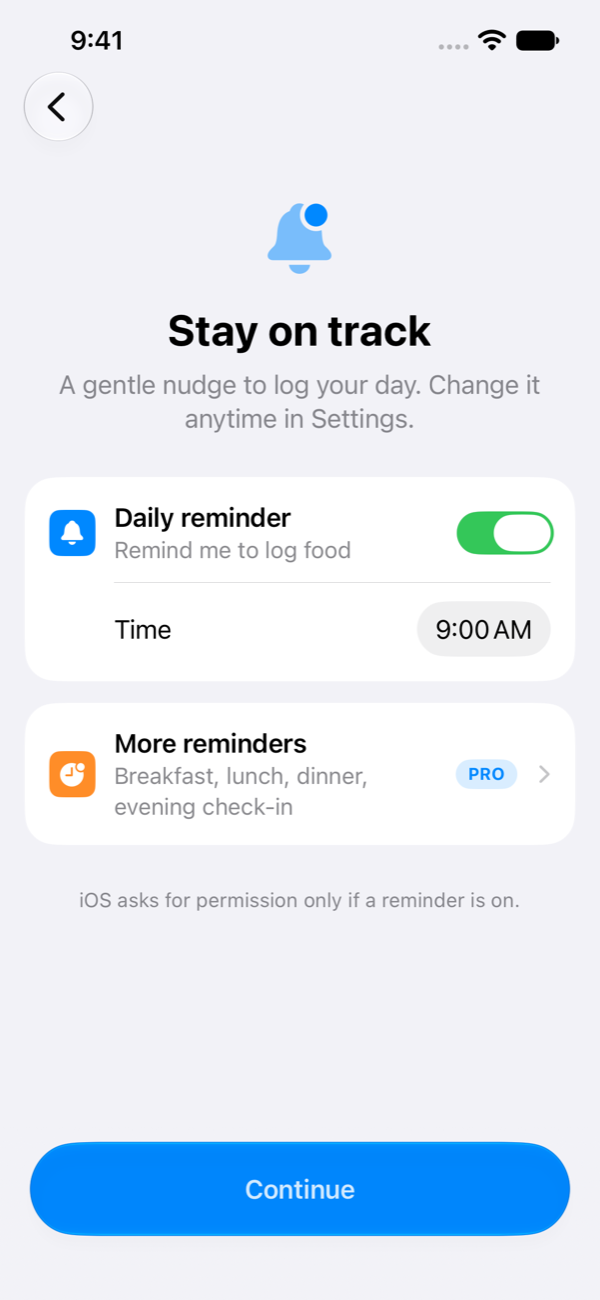 9:41
Stay on track
A gentle nudge to log your day. Change it
anytime in Settings.
Daily reminder
Remind me to log food
Time
9:00 AM
More reminders
Breakfast, lunch, dinner,
evening check-in
PRO
iOS asks for permission only if a reminder is on.
Continue